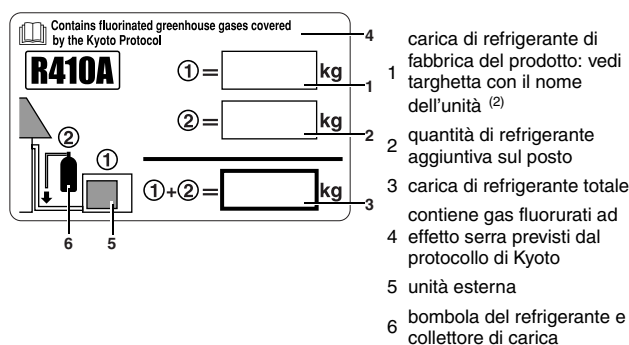 Contains fluorinated greenhouse gases covered
by the Kyoto Protocol
4
R410A
①=
kg
1
②=
kg
2
②
①
①+②=
kg
3
6
5
1 carica di refrigerante di
fabbrica del prodotto: vedi
targhetta con il nome
dell'unità (2)
2 quantità di refrigerante
aggiuntiva sul posto
3 carica di refrigerante totale
4 contiene gas fluorurati ad
effetto serra previsti dal
protocollo di Kyoto
5 unità esterna
6 bombola del refrigerante e
collettore di carica